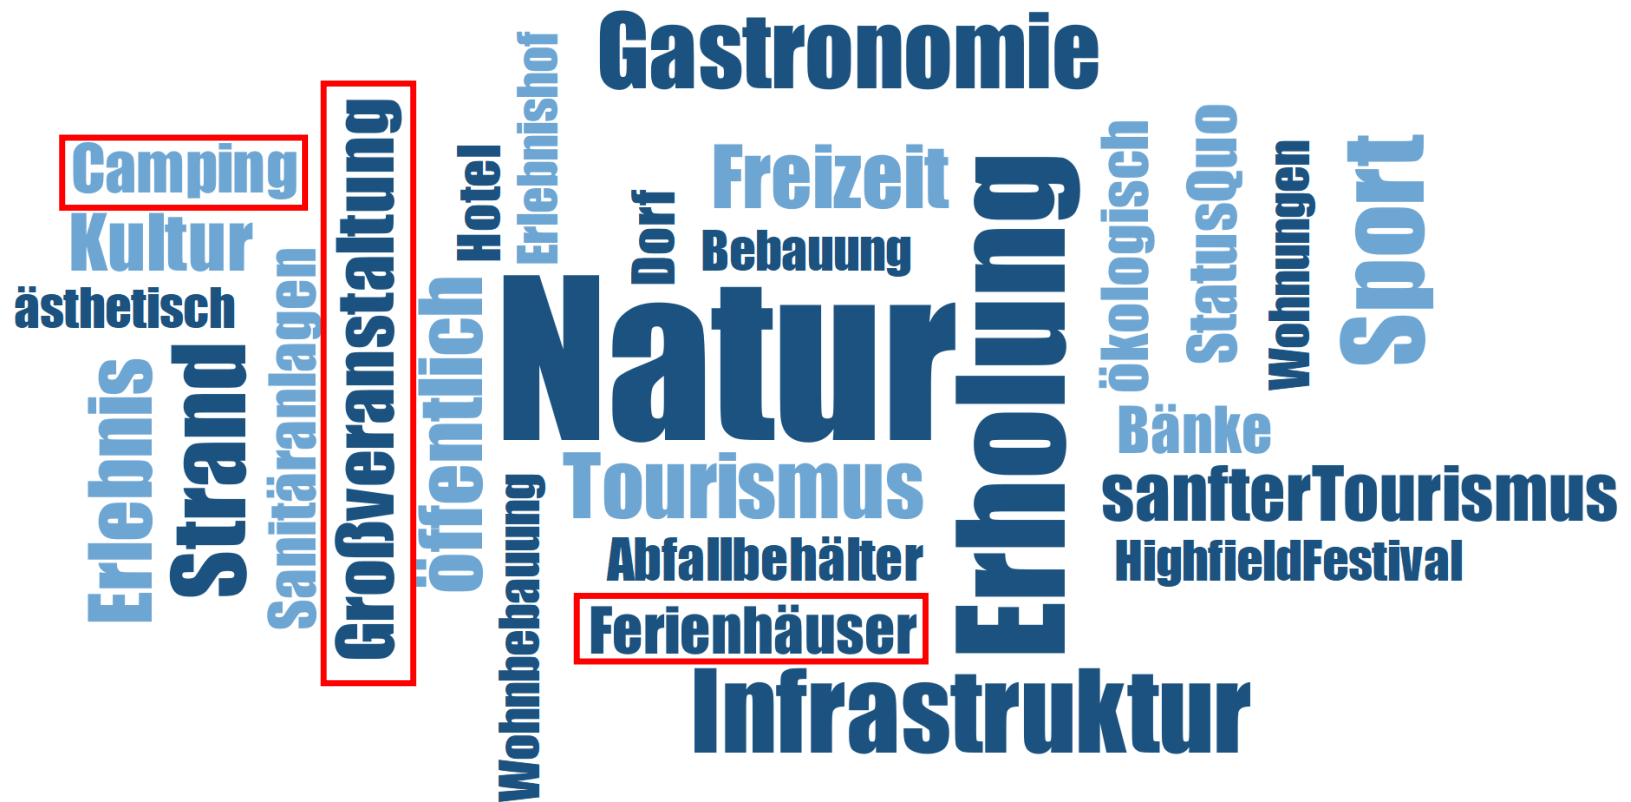 Gastronomie
Erlebnishof
Camping
Großveranstaltung
Hotel
Freizeit
Erholung
ökologisch
StatusQuo
Wohnungen
Sport
Kultur
Dorf
Bebauung
ästhetisch
Sanitäranlagen
öffentlich
Natur
Erlebnis
Strand
Bänke
Tourismus
sanfterTourismus
Wohnbebauung
Abfallbehälter
HighfieldFestival
Ferienhäuser
Infrastruktur